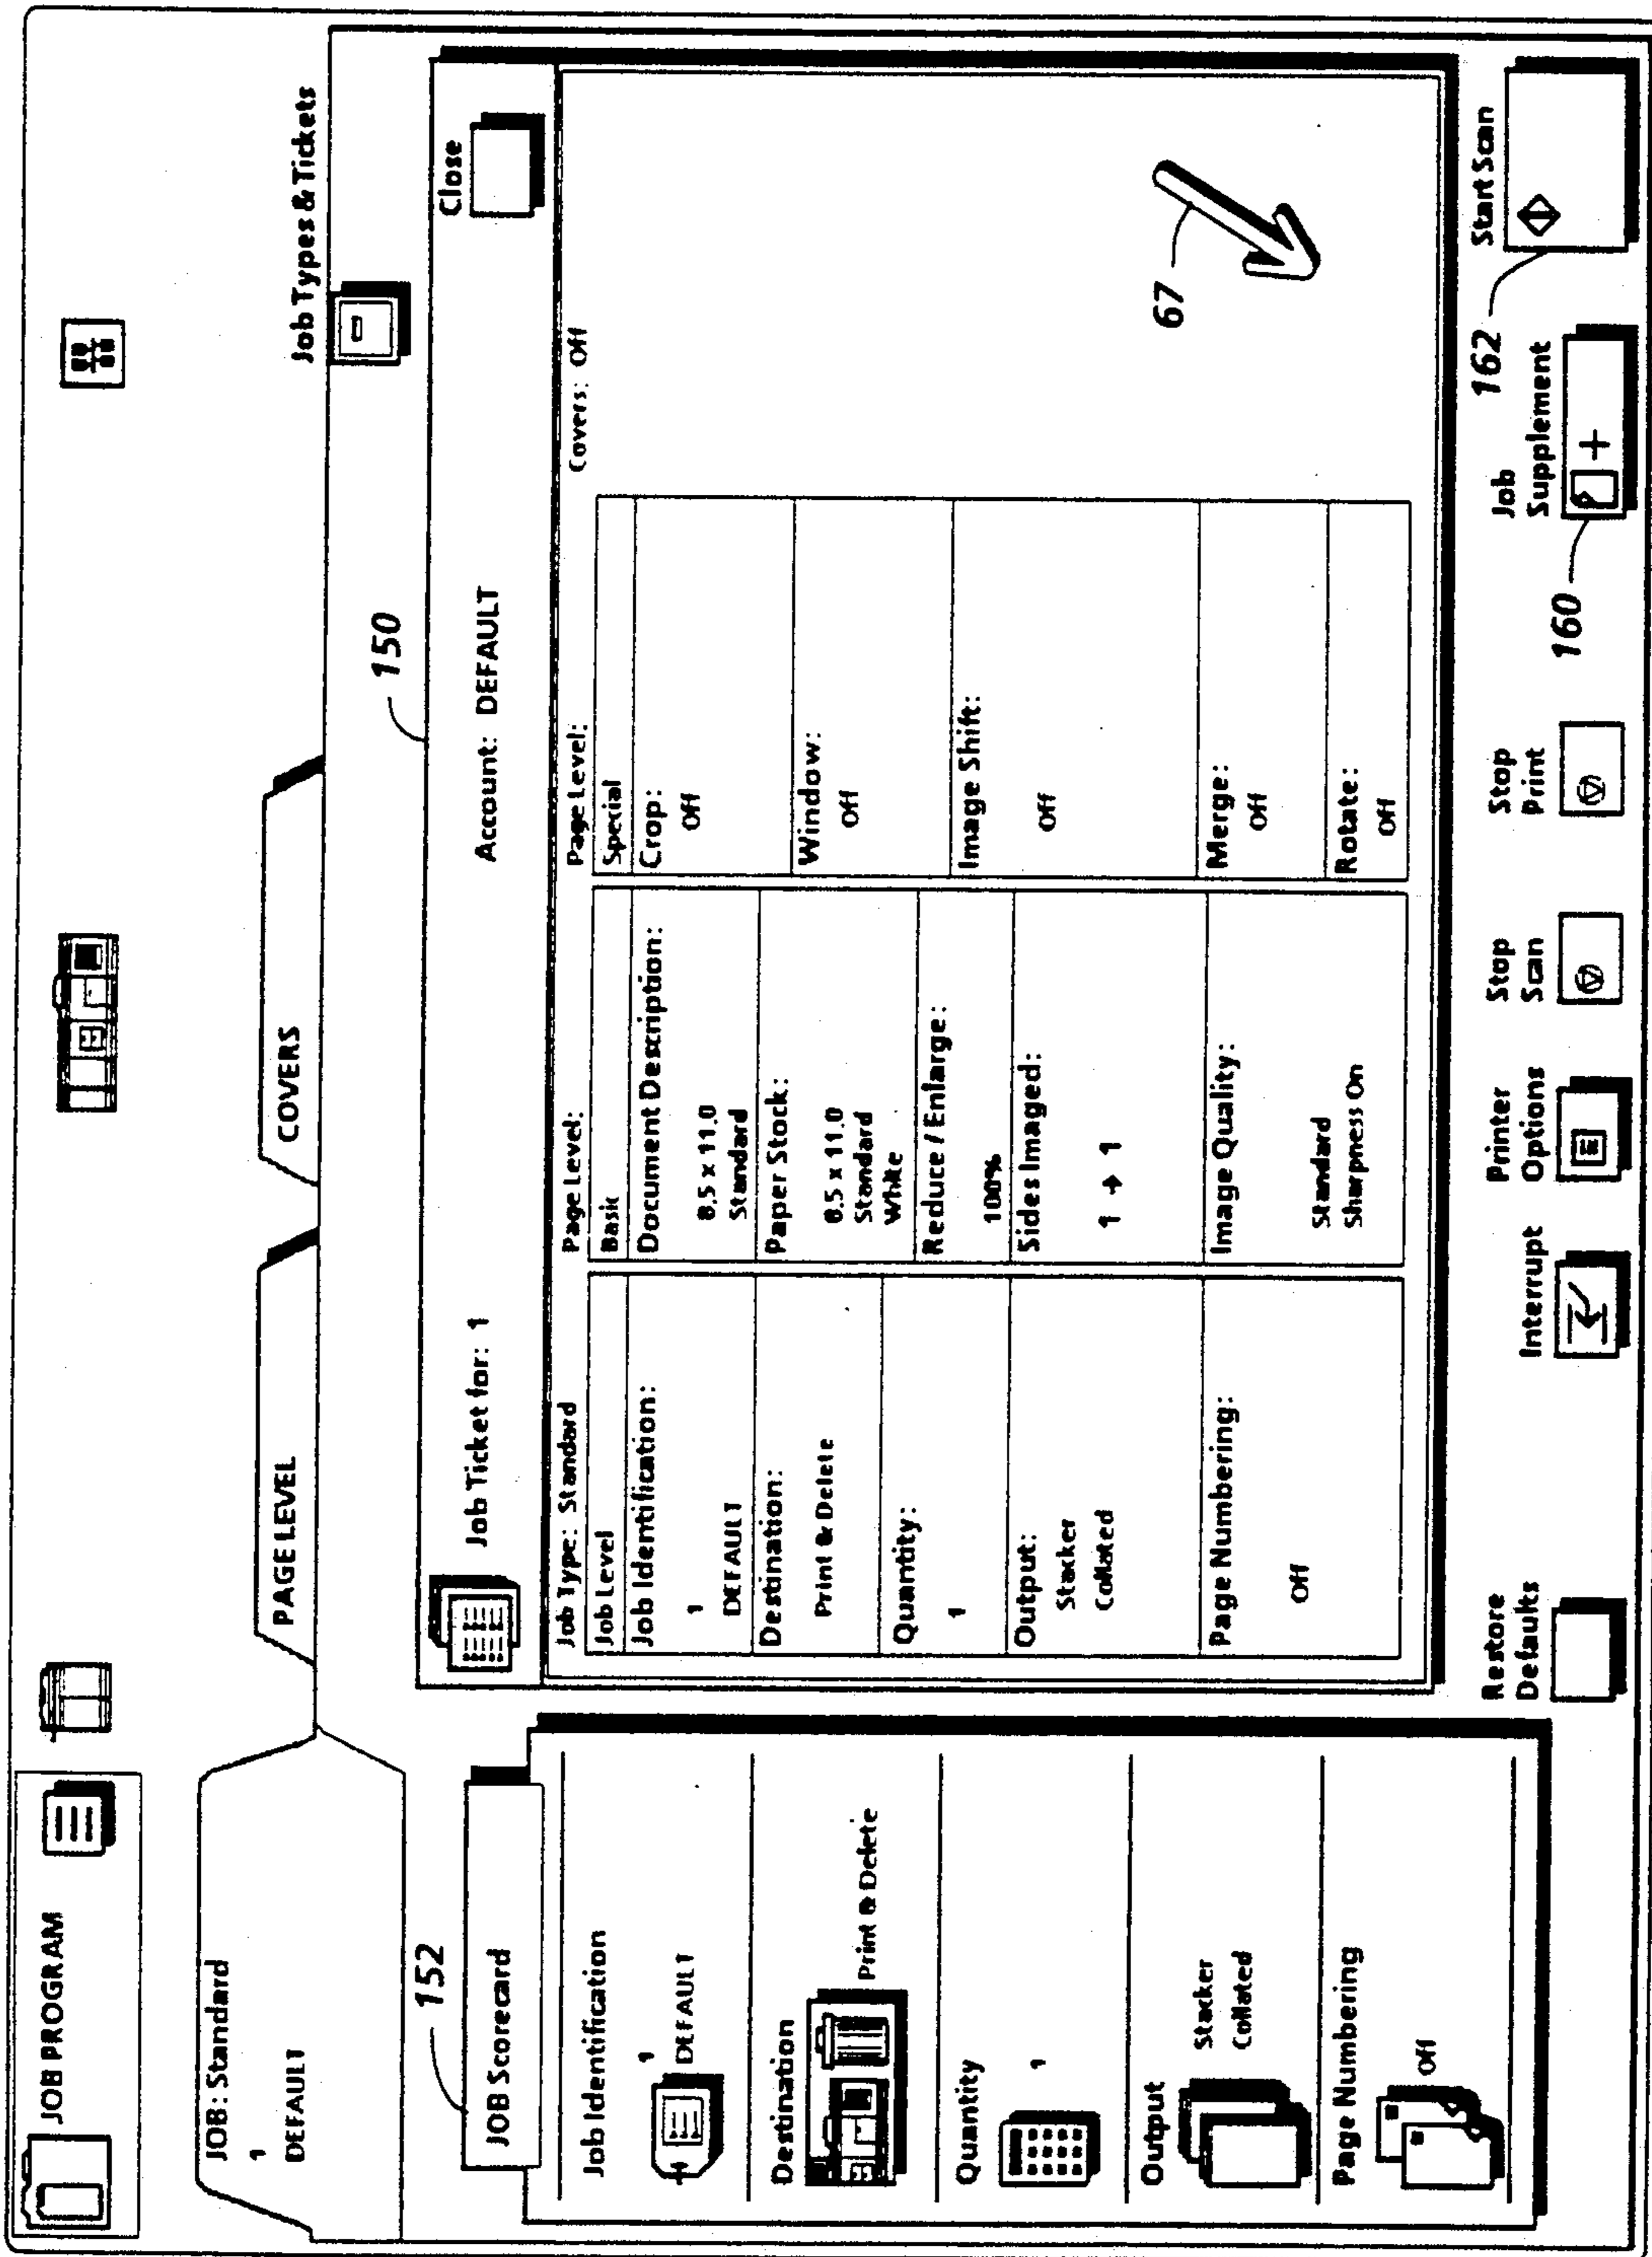 JOB PROGRAM
JOB: Standard
1
DEFAULT
PAGE LEVEL
COVERS
Job Types & Tickets
152
JOB Scorecard
Job Identification
1
DEFAULT
Destination
Print & Delete
Quantity
1
Output
Stacker
Collated
Page Numbering
Off
150
Job Ticket for: 1
Account: DEFAULT
Close
Job Type: Standard
Job Level
Job Identification:
1
DEFAULT
Destination:
Print & Delete
Quantity:
1
Output:
Stacker
Collated
Page Numbering:
Off
Page Level:
Basic
Document Description:
8.5 x 11.0
Standard
Paper Stock:
8.5 x 11.0
Standard
White
Reduce / Enlarge:
100%
Sides Imaged:
1 → 1
Image Quality:
Standard
Sharpness On
Page Level:
Special
Crop:
Off
Window:
Off
Image Shift:
Off
Merge:
Off
Rotate:
Off
Covers: Off
67
Restore
Defaults
Interrupt
Printer
Options
Stop
Scan
Stop
Print
160
Job
Supplement
162
Start Scan